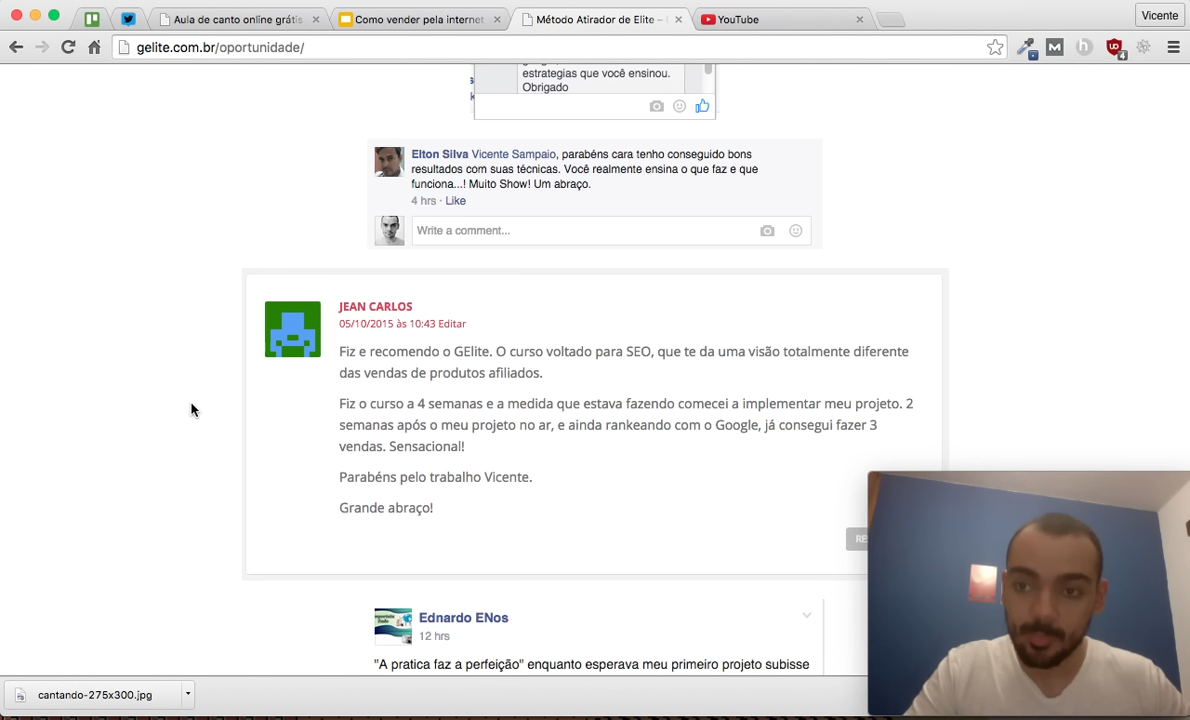 Aula de canto online grátis
Como vender pela internet
Método Atirador de Elite –
YouTube
Vicente
gelite.com.br/oportunidade/
4
estrategias que você ensinou.
Obrigado
Elton Silva Vicente Sampaio, parabéns cara tenho conseguido bons
resultados com suas técnicas. Você realmente ensina o que faz e que
funciona...! Muito Show! Um abraço.
4 hrs · Like
Write a comment...
JEAN CARLOS
05/10/2015 às 10:43 Editar
Fiz e recomendo o GElite. O curso voltado para SEO, que te da uma visão totalmente diferente
das vendas de produtos afiliados.
Fiz o curso a 4 semanas e a medida que estava fazendo comecei a implementar meu projeto. 2
semanas após o meu projeto no ar, e ainda rankeando com o Google, já consegui fazer 3
vendas. Sensacional!
Parabéns pelo trabalho Vicente.
Grande abraço!
Ednardo ENos
12 hrs
"A pratica faz a perfeição" enquanto esperava meu primeiro projeto subisse
cantando-275x300.jpg